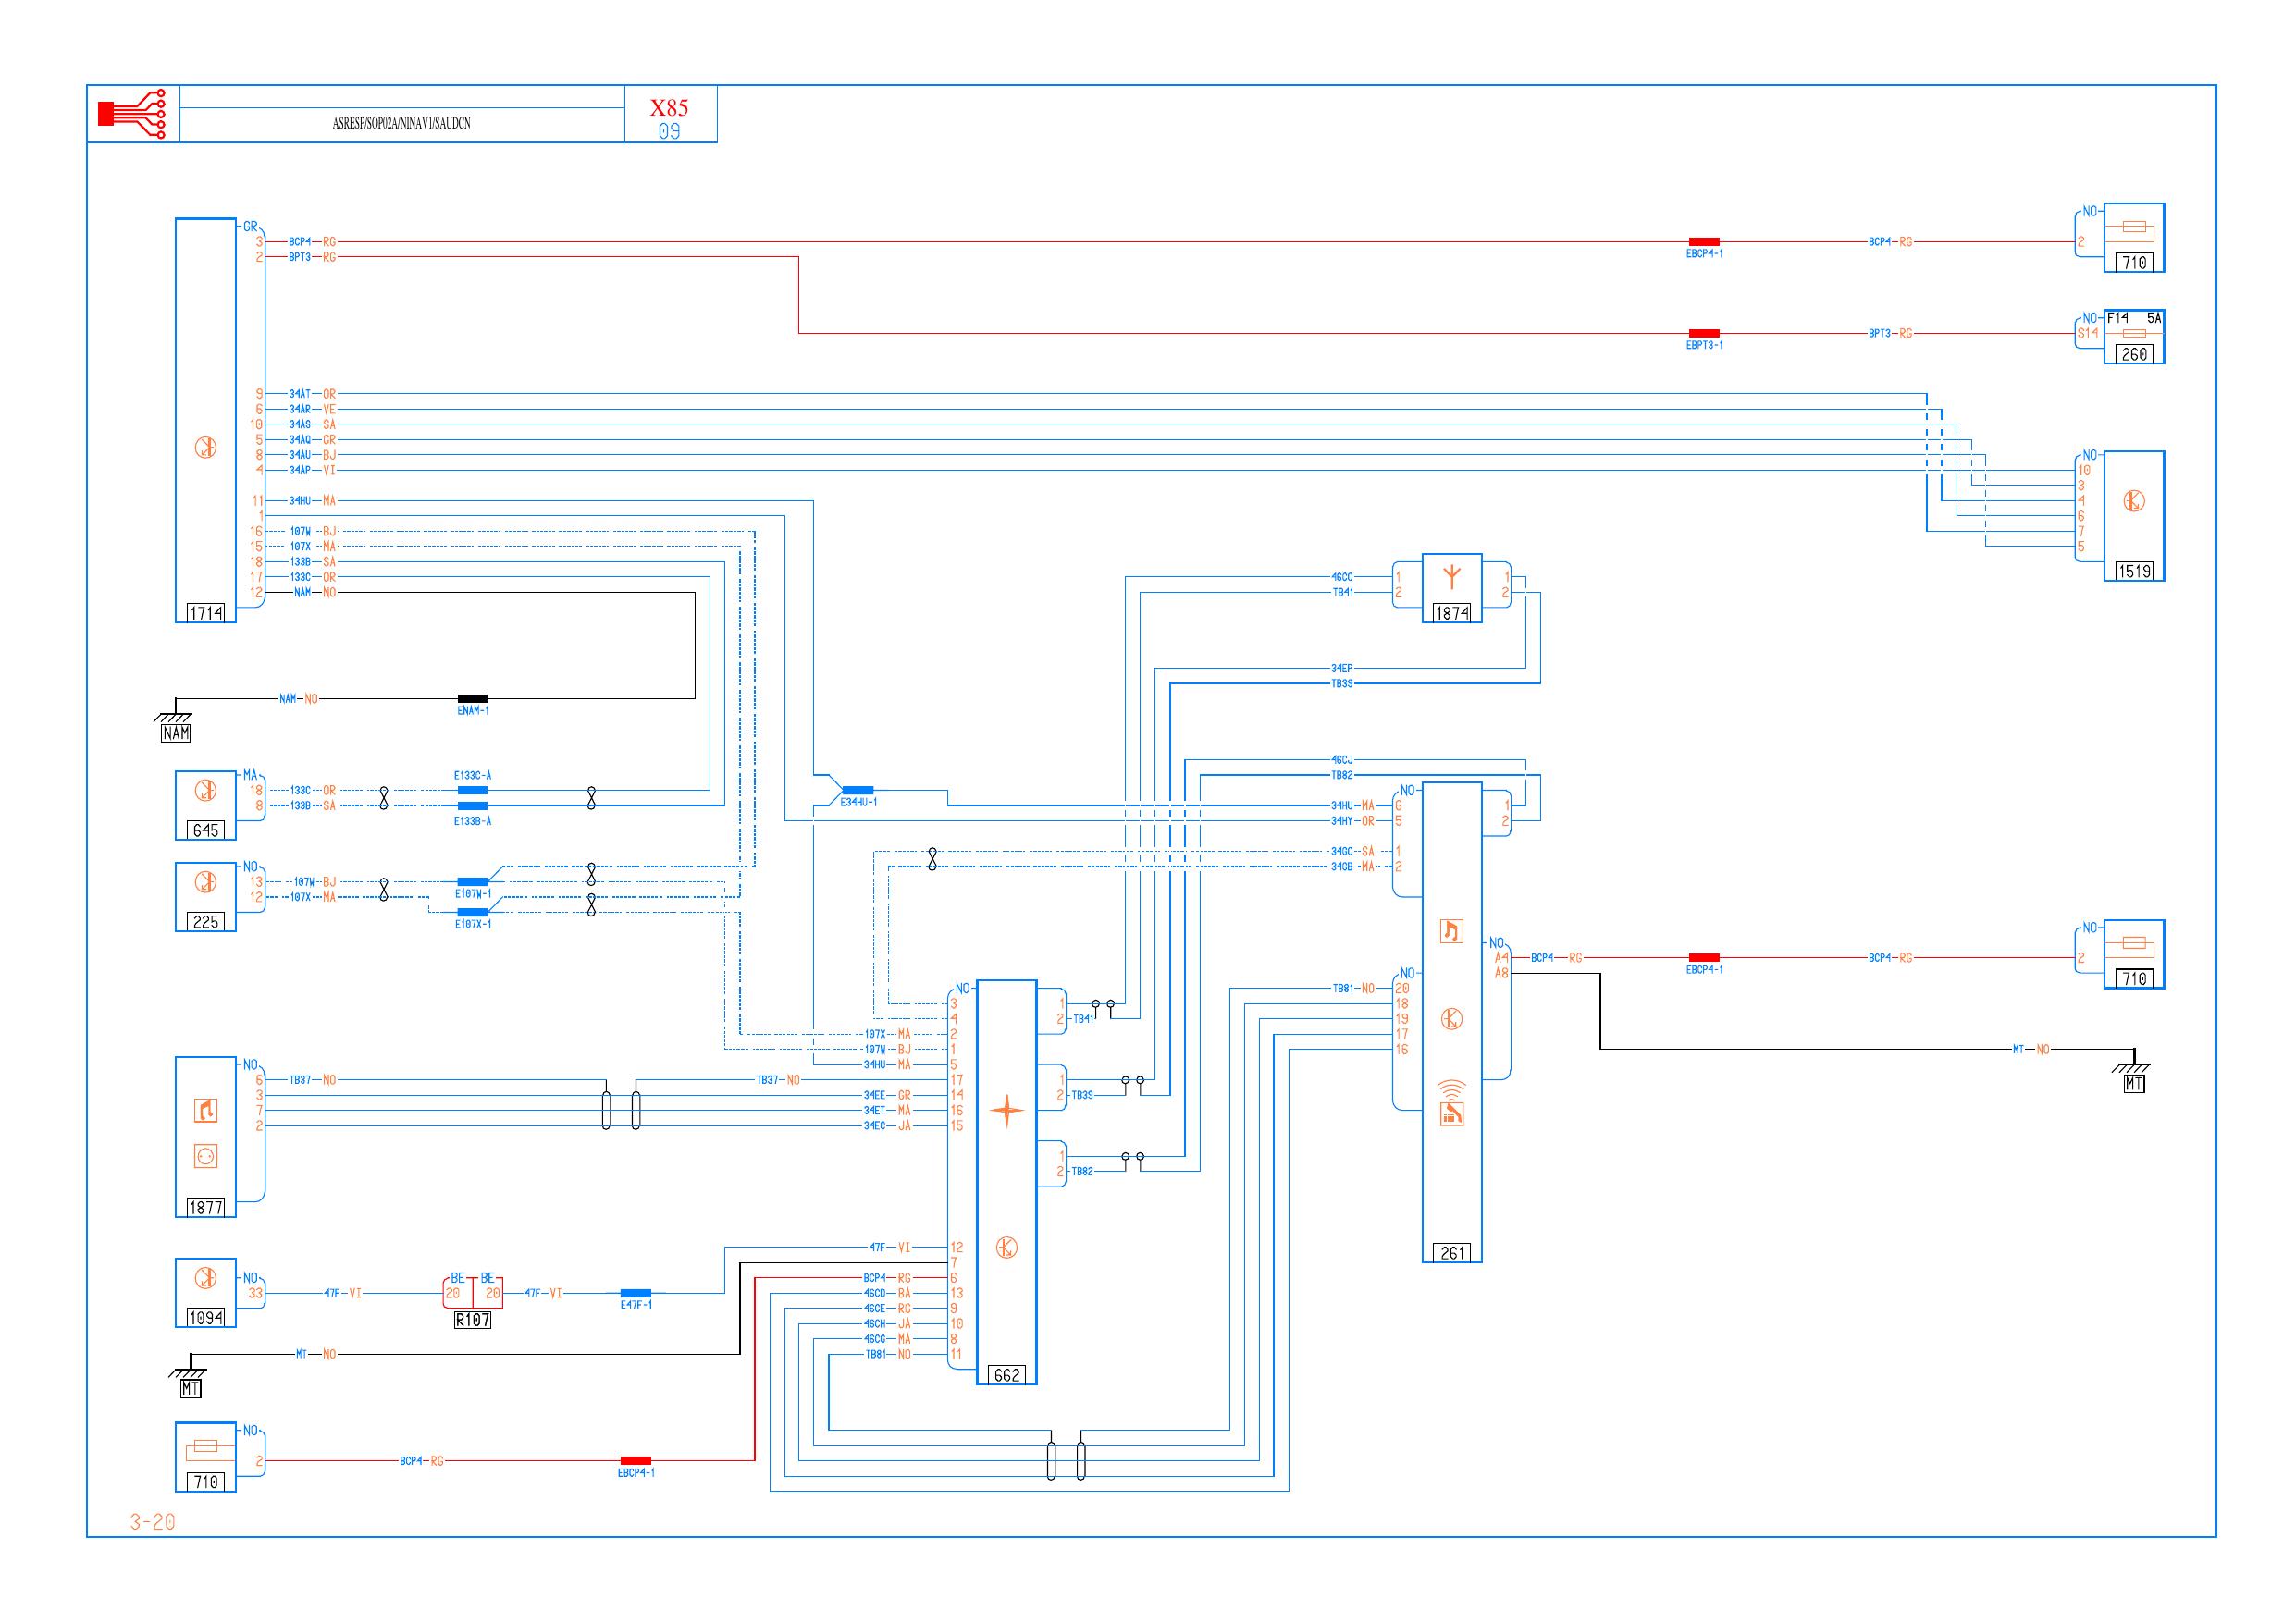 ASRESP/SOP02A/NINAV1/SAUDCN
X85
09
GR
3 BCP4 RG EBCP4-1 BCP4 RG 2 NO
710
2 BPT3 RG EBPT3-1 BPT3 RG S14 NO F14 5A
260
9 34AT OR
6 34AR VE
10 34AS SA
5 34AQ GR
8 34AU BJ
4 34AP VI
NO
10
3
4
6
7
5
1519
11 34HU MA
1
16 107W BJ
15 107X MA
18 133B SA
17 133C OR
12 NAM NO
1714
46CC 1 1
TB41 2 2
1874
34EP
TB39
NAM NO ENAM-1
NAM
46CJ
TB82
MA
18 133C OR E133C-A
8 133B SA E133B-A
645
E34HU-1
NO
34HU MA 6 1
34HY OR 5 2
34GC SA 1
34GB MA 2
NO
13 107W BJ E107W-1
12 107X MA E107X-1
225
NO
A4 BCP4 RG EBCP4-1 BCP4 RG 2 NO
A8
710
MT NO
MT
NO
TB81 NO 20
18
19
17
16
261
NO
3 1
4 2 TB41
107X MA 2
107W BJ 1
34HU MA 5
NO
6 TB37 NO TB37 NO 17 1
3 34EE GR 14 2 TB39
7 34ET MA 16
2 34EC JA 15
1877
1
2 TB82
47F VI 12
7
BCP4 RG 6
46CD BA 13
46CE RG 9
46CH JA 10
46CG MA 8
TB81 NO 11
662
NO BE BE
33 47F VI 20 20 47F VI E47F-1
1094 R107
MT NO
MT
NO
2 BCP4 RG EBCP4-1
710
3-20